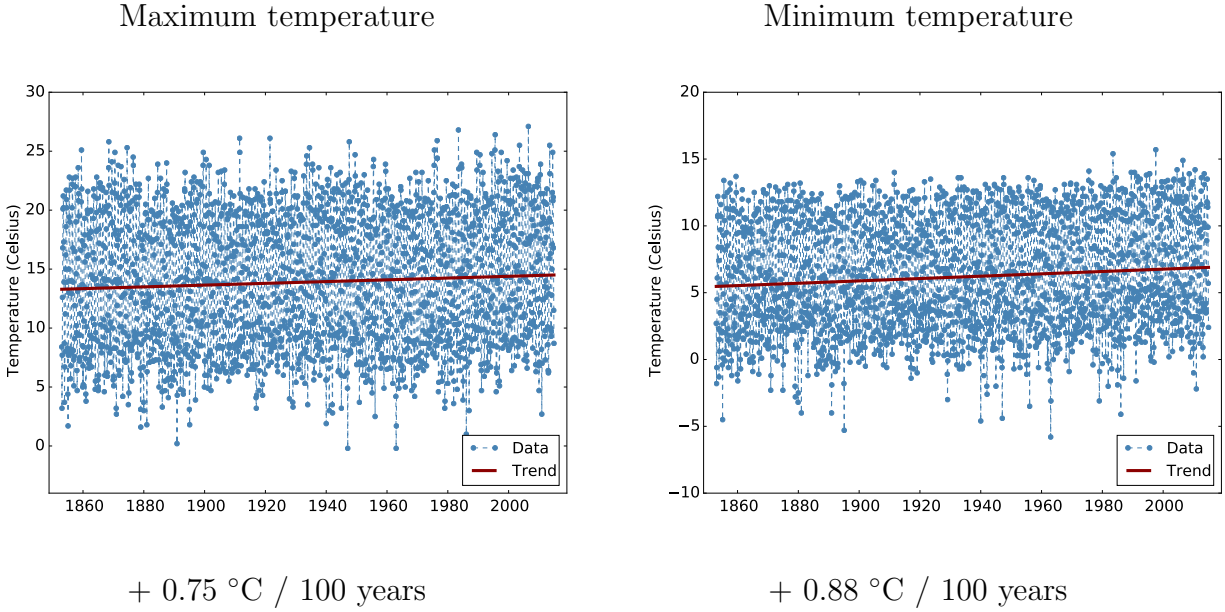 Maximum temperature
30
25
20
15
10
5
0
Temperature (Celsius)
1860 1880 1900 1920 1940 1960 1980 2000
Data
Trend
+ 0.75 °C / 100 years
Minimum temperature
20
15
10
5
0
−5
−10
Temperature (Celsius)
1860 1880 1900 1920 1940 1960 1980 2000
Data
Trend
+ 0.88 °C / 100 years